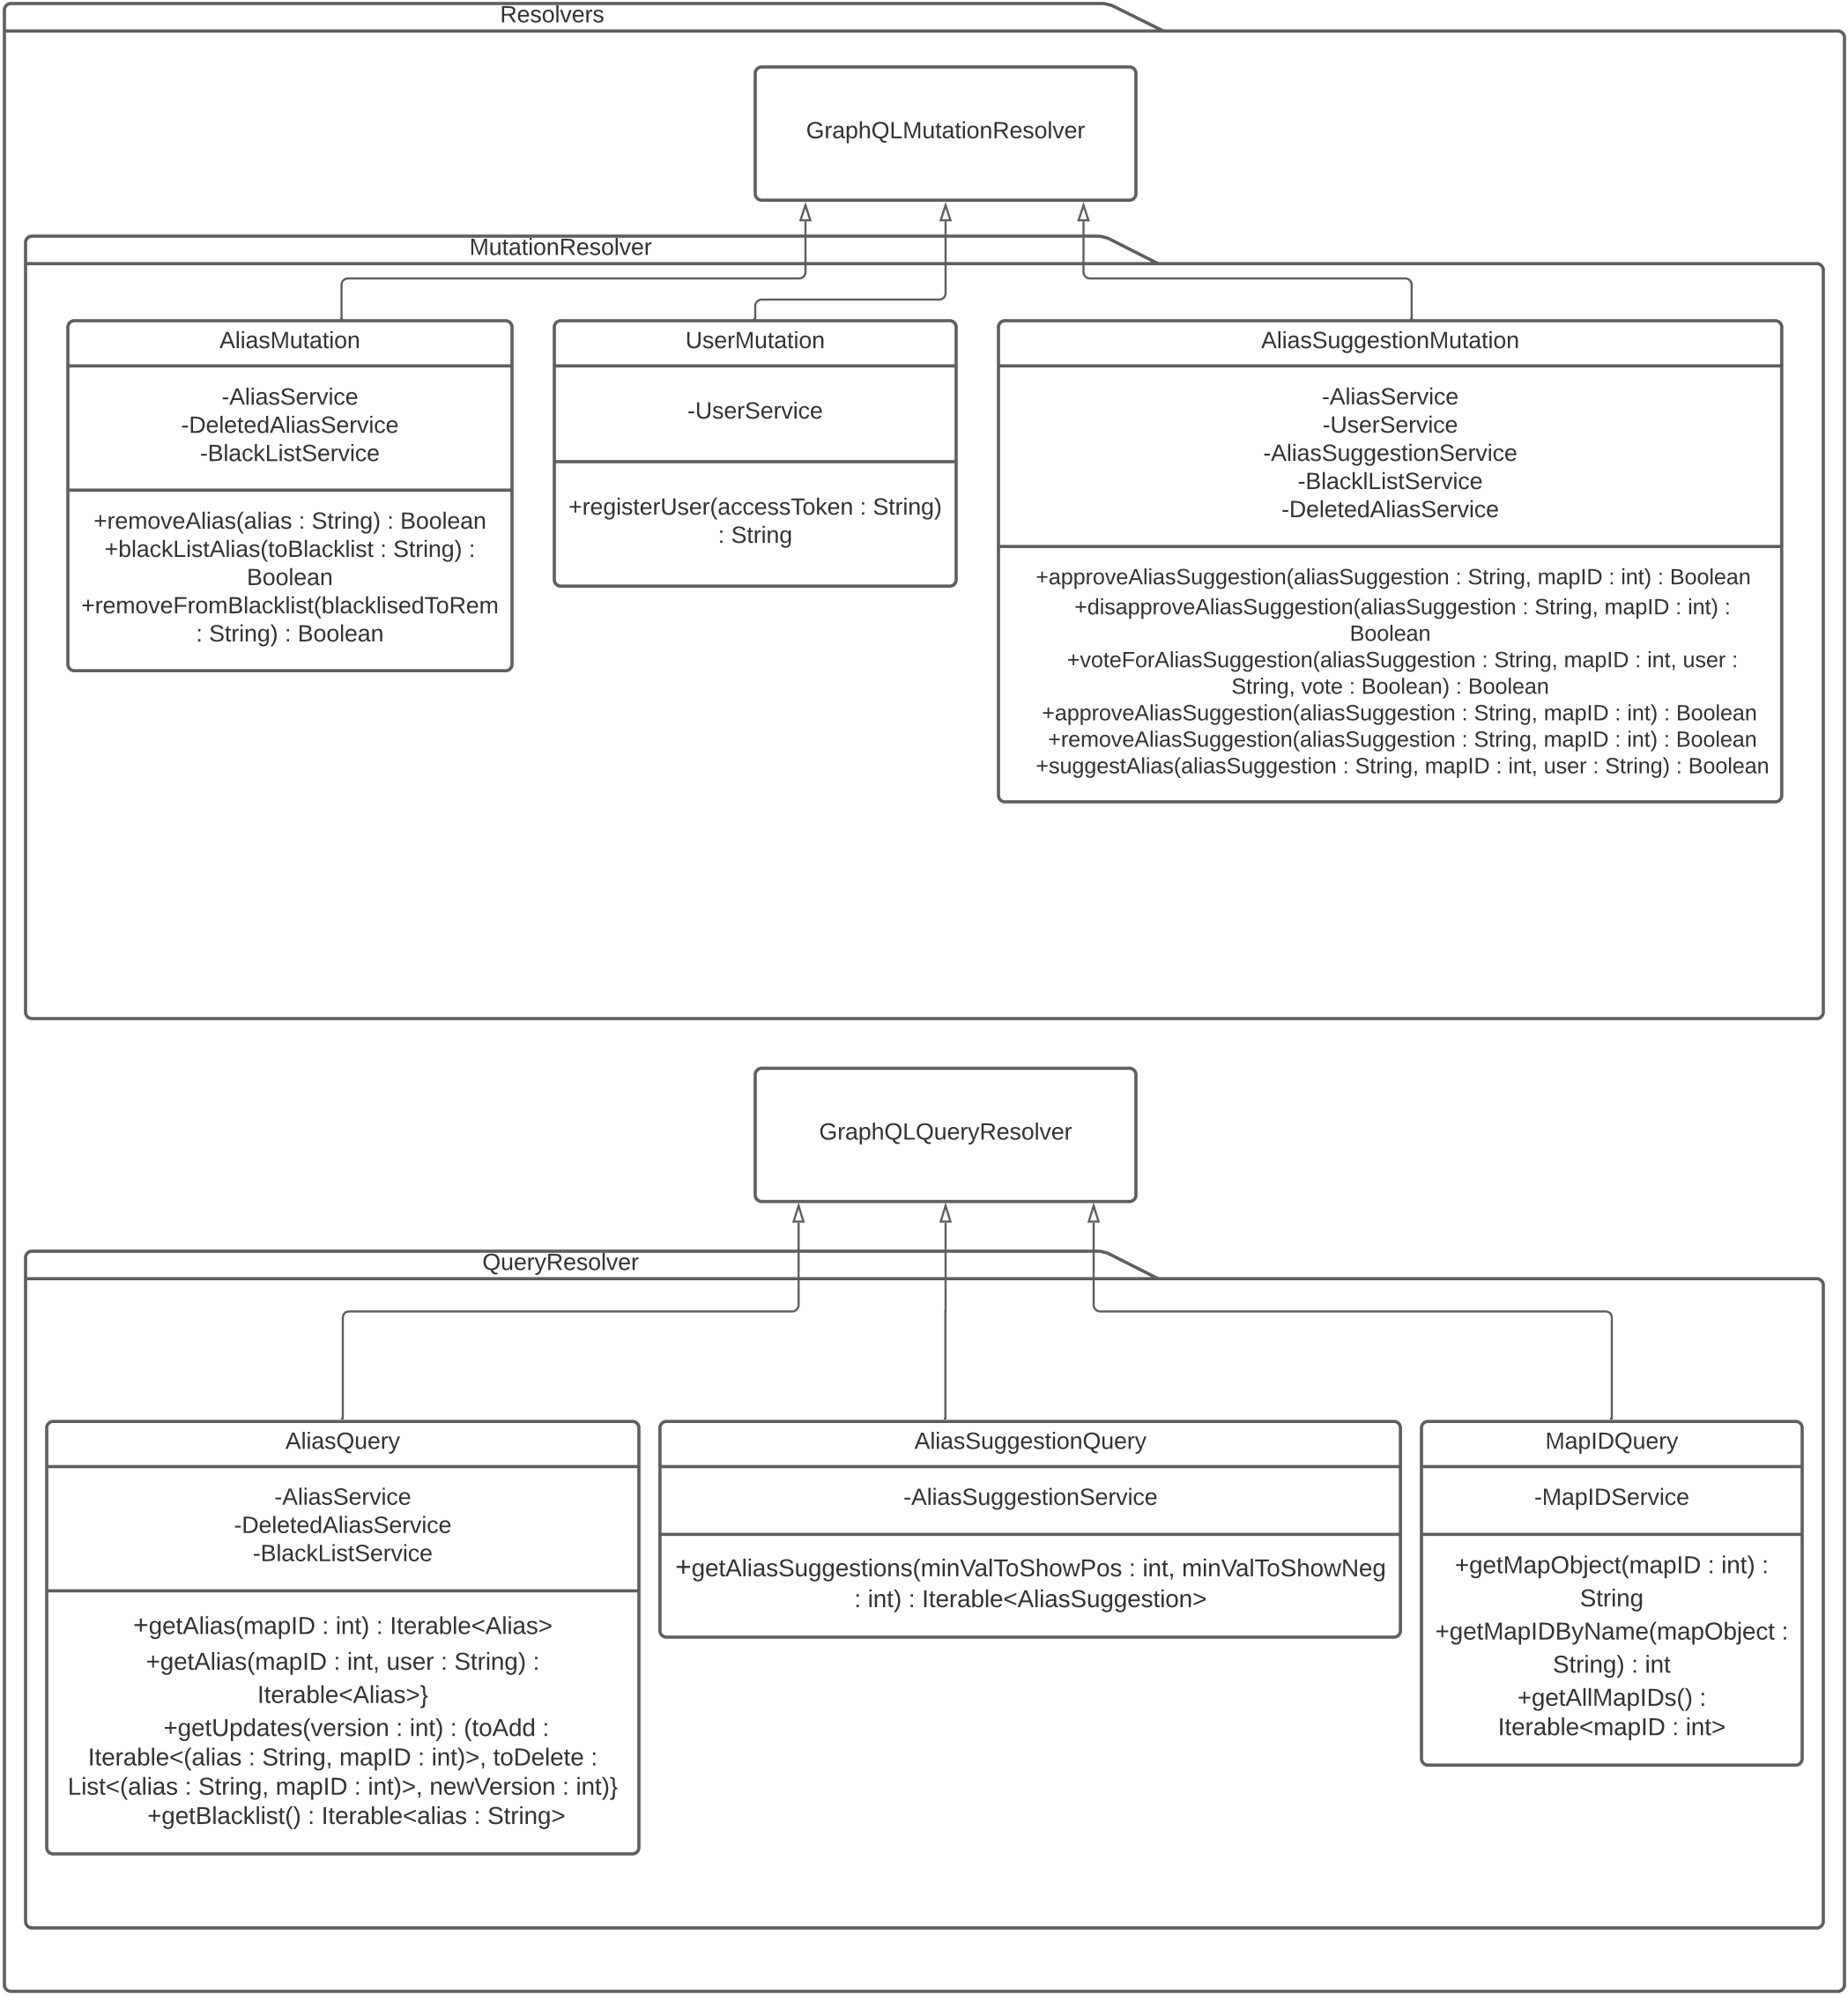 Resolvers
GraphQLMutationResolver
MutationResolver
AliasMutation
-AliasService
-DeletedAliasService
-BlackListService
+removeAlias(alias : String) : Boolean
+blackListAlias(toBlacklist : String) :
Boolean
+removeFromBlacklist(blacklisedToRem
: String) : Boolean
UserMutation
-UserService
+registerUser(accessToken : String)
: String
AliasSuggestionMutation
-AliasService
-UserService
-AliasSuggestionService
-BlacklListService
-DeletedAliasService
+approveAliasSuggestion(aliasSuggestion : String, mapID : int) : Boolean
+disapproveAliasSuggestion(aliasSuggestion : String, mapID : int) :
Boolean
+voteForAliasSuggestion(aliasSuggestion : String, mapID : int, user :
String, vote : Boolean) : Boolean
+approveAliasSuggestion(aliasSuggestion : String, mapID : int) : Boolean
+removeAliasSuggestion(aliasSuggestion : String, mapID : int) : Boolean
+suggestAlias(aliasSuggestion : String, mapID : int, user : String) : Boolean
GraphQLQueryResolver
QueryResolver
AliasQuery
-AliasService
-DeletedAliasService
-BlackListService
+getAlias(mapID : int) : Iterable<Alias>
+getAlias(mapID : int, user : String) :
Iterable<Alias>}
+getUpdates(version : int) : (toAdd :
Iterable<(alias : String, mapID : int)>, toDelete :
List<(alias : String, mapID : int)>, newVersion : int)}
+getBlacklist() : Iterable<alias : String>
AliasSuggestionQuery
-AliasSuggestionService
+getAliasSuggestions(minValToShowPos : int, minValToShowNeg
: int) : Iterable<AliasSuggestion>
MapIDQuery
-MapIDService
+getMapObject(mapID : int) :
String
+getMapIDByName(mapObject :
String) : int
+getAllMapIDs() :
Iterable<mapID : int>